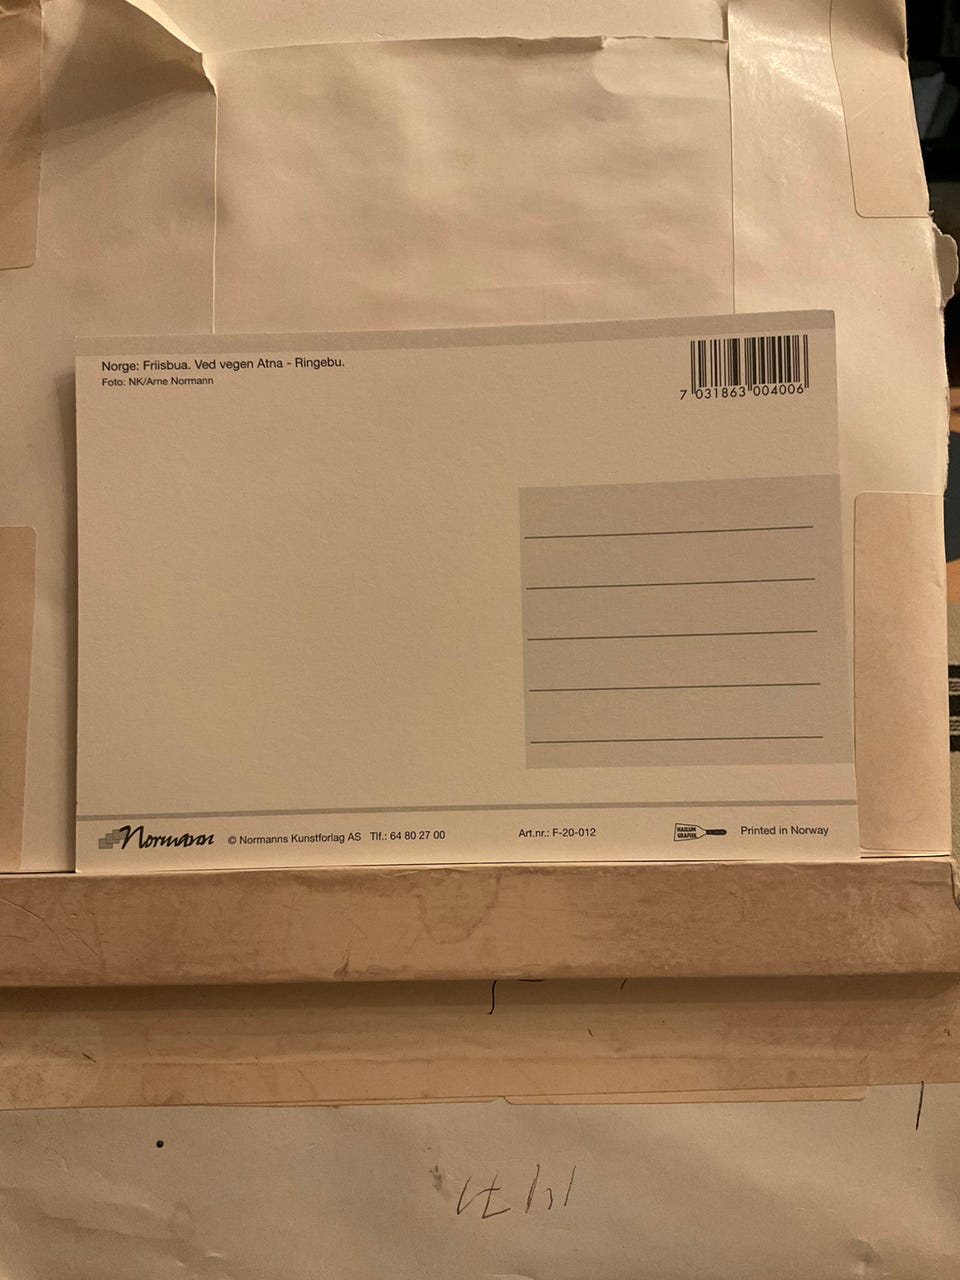 Norge: Friisbua. Ved vegen Atna - Ringebu.
Foto: NK/Arne Normann
7 031863 004006
Normann © Normanns Kunstforlag AS Tlf.: 64 80 27 00 Art.nr.: F-20-012 Printed in Norway